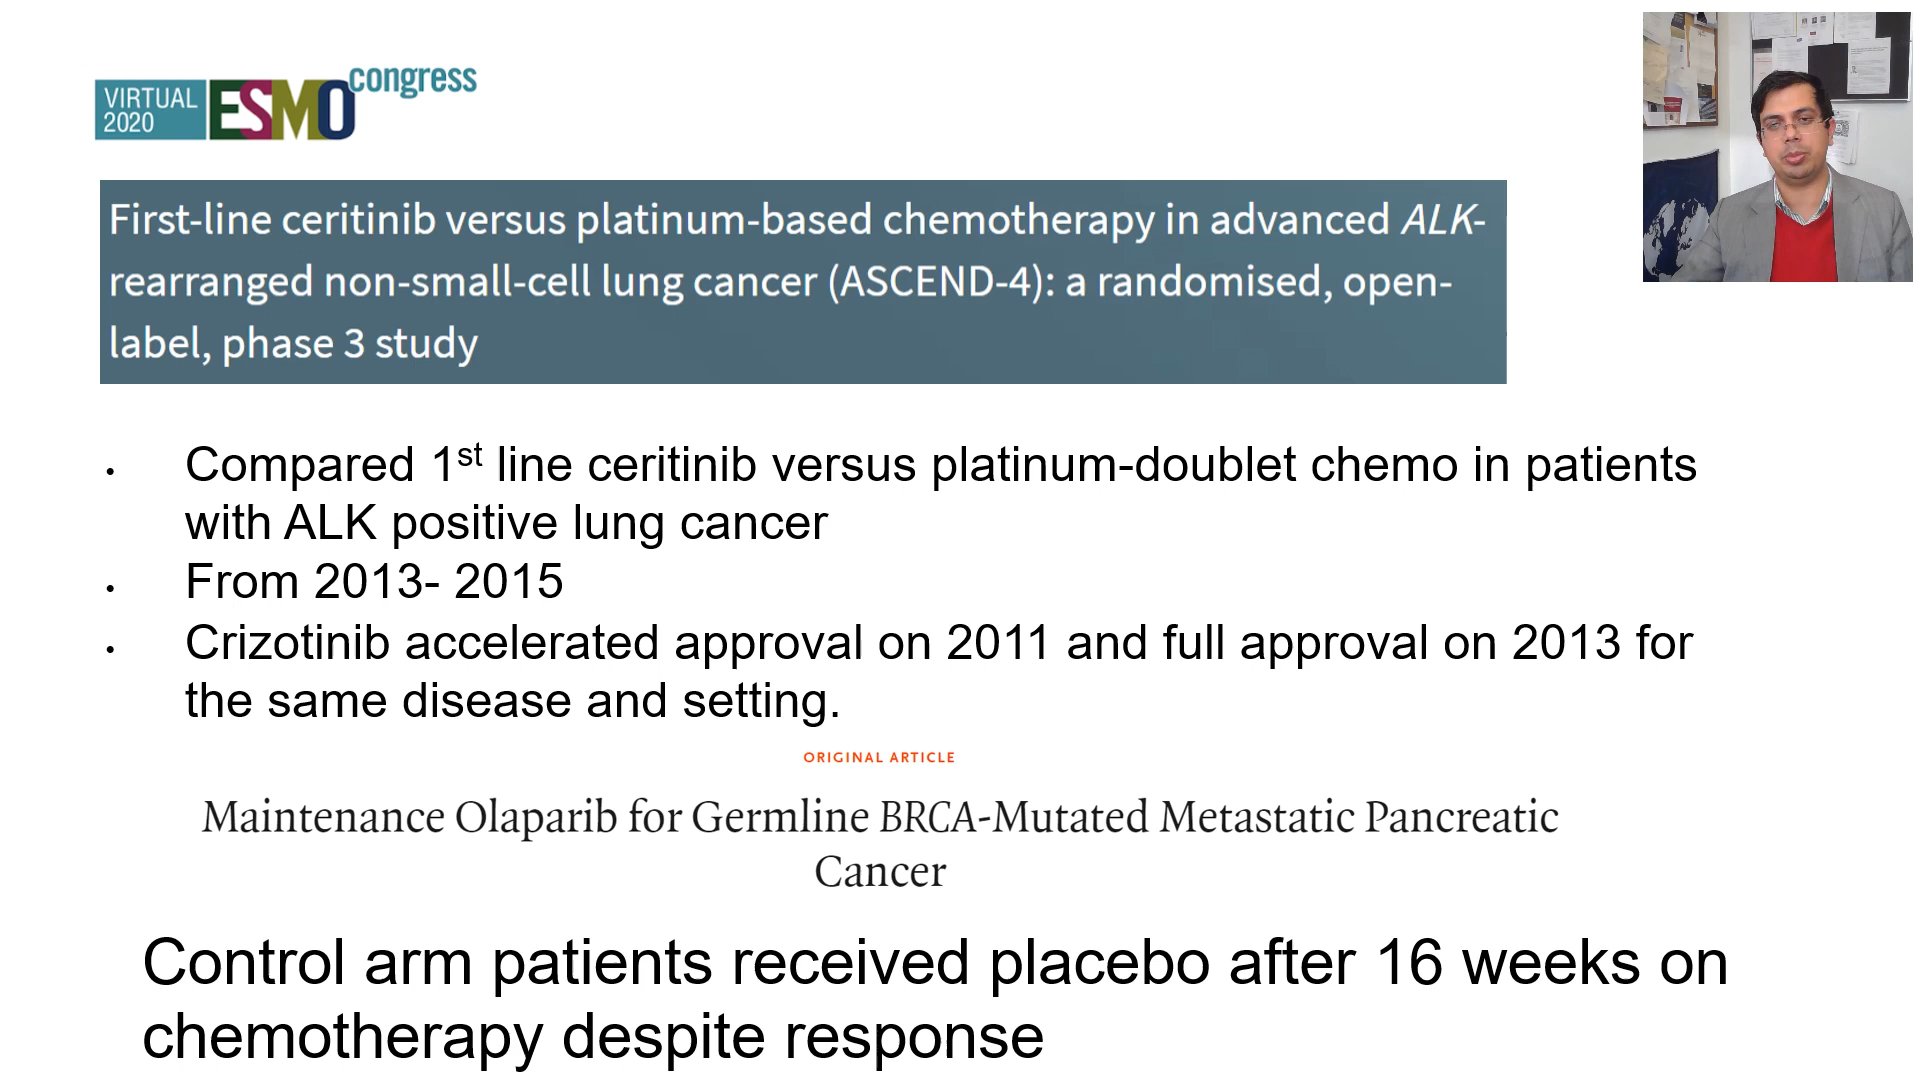 VIRTUAL
2020
ESMO congress
First-line ceritinib versus platinum-based chemotherapy in advanced ALK-
rearranged non-small-cell lung cancer (ASCEND-4): a randomised, open-
label, phase 3 study
• Compared 1st line ceritinib versus platinum-doublet chemo in patients
with ALK positive lung cancer
• From 2013- 2015
• Crizotinib accelerated approval on 2011 and full approval on 2013 for
the same disease and setting.
ORIGINAL ARTICLE
Maintenance Olaparib for Germline BRCA-Mutated Metastatic Pancreatic
Cancer
Control arm patients received placebo after 16 weeks on
chemotherapy despite response